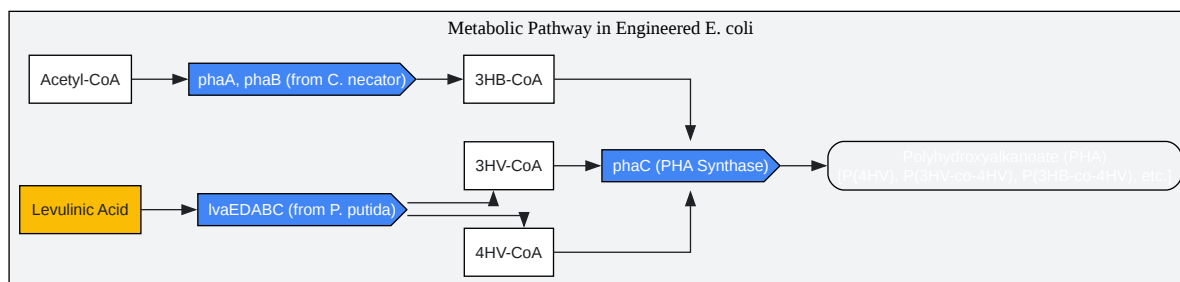 Metabolic Pathway in Engineered E. coli
Acetyl-CoA
phaA, phaB (from C. necator)
3HB-CoA
3HV-CoA
phaC (PHA Synthase)
Polyhydroxyalkanoate (PHA)
[P(4HV), P(3HV-co-4HV), P(3HB-co-4HV), etc.]
Levulinic Acid
lvaEDABC (from P. putida)
4HV-CoA